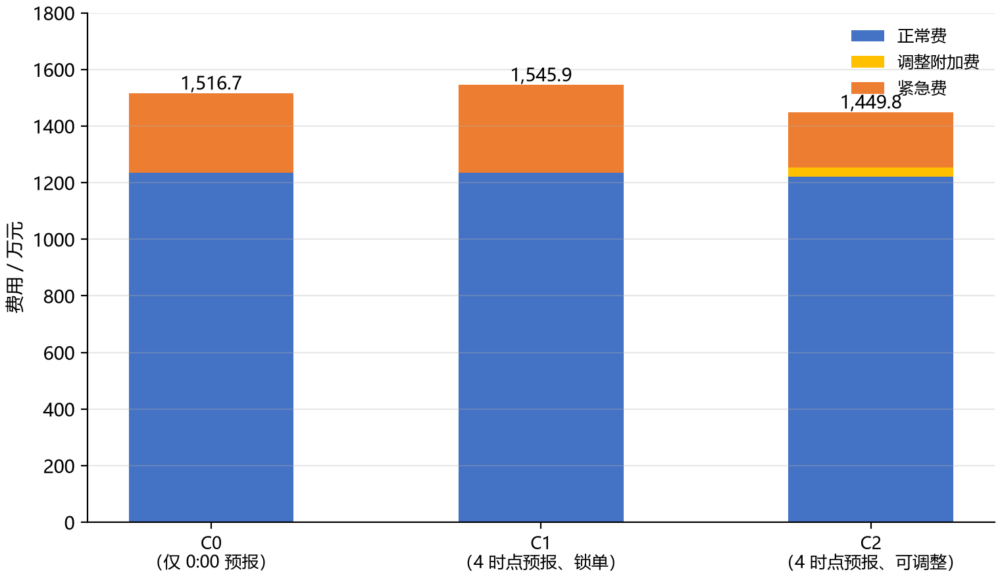 1800
1600
1400
1200
1000
800
600
400
200
0
费用 / 万元
正常费
调整附加费
紧急费
1,516.7
1,545.9
1,449.8
C0
（仅 0:00 预报）
C1
（4 时点预报、锁单）
C2
（4 时点预报、可调整）